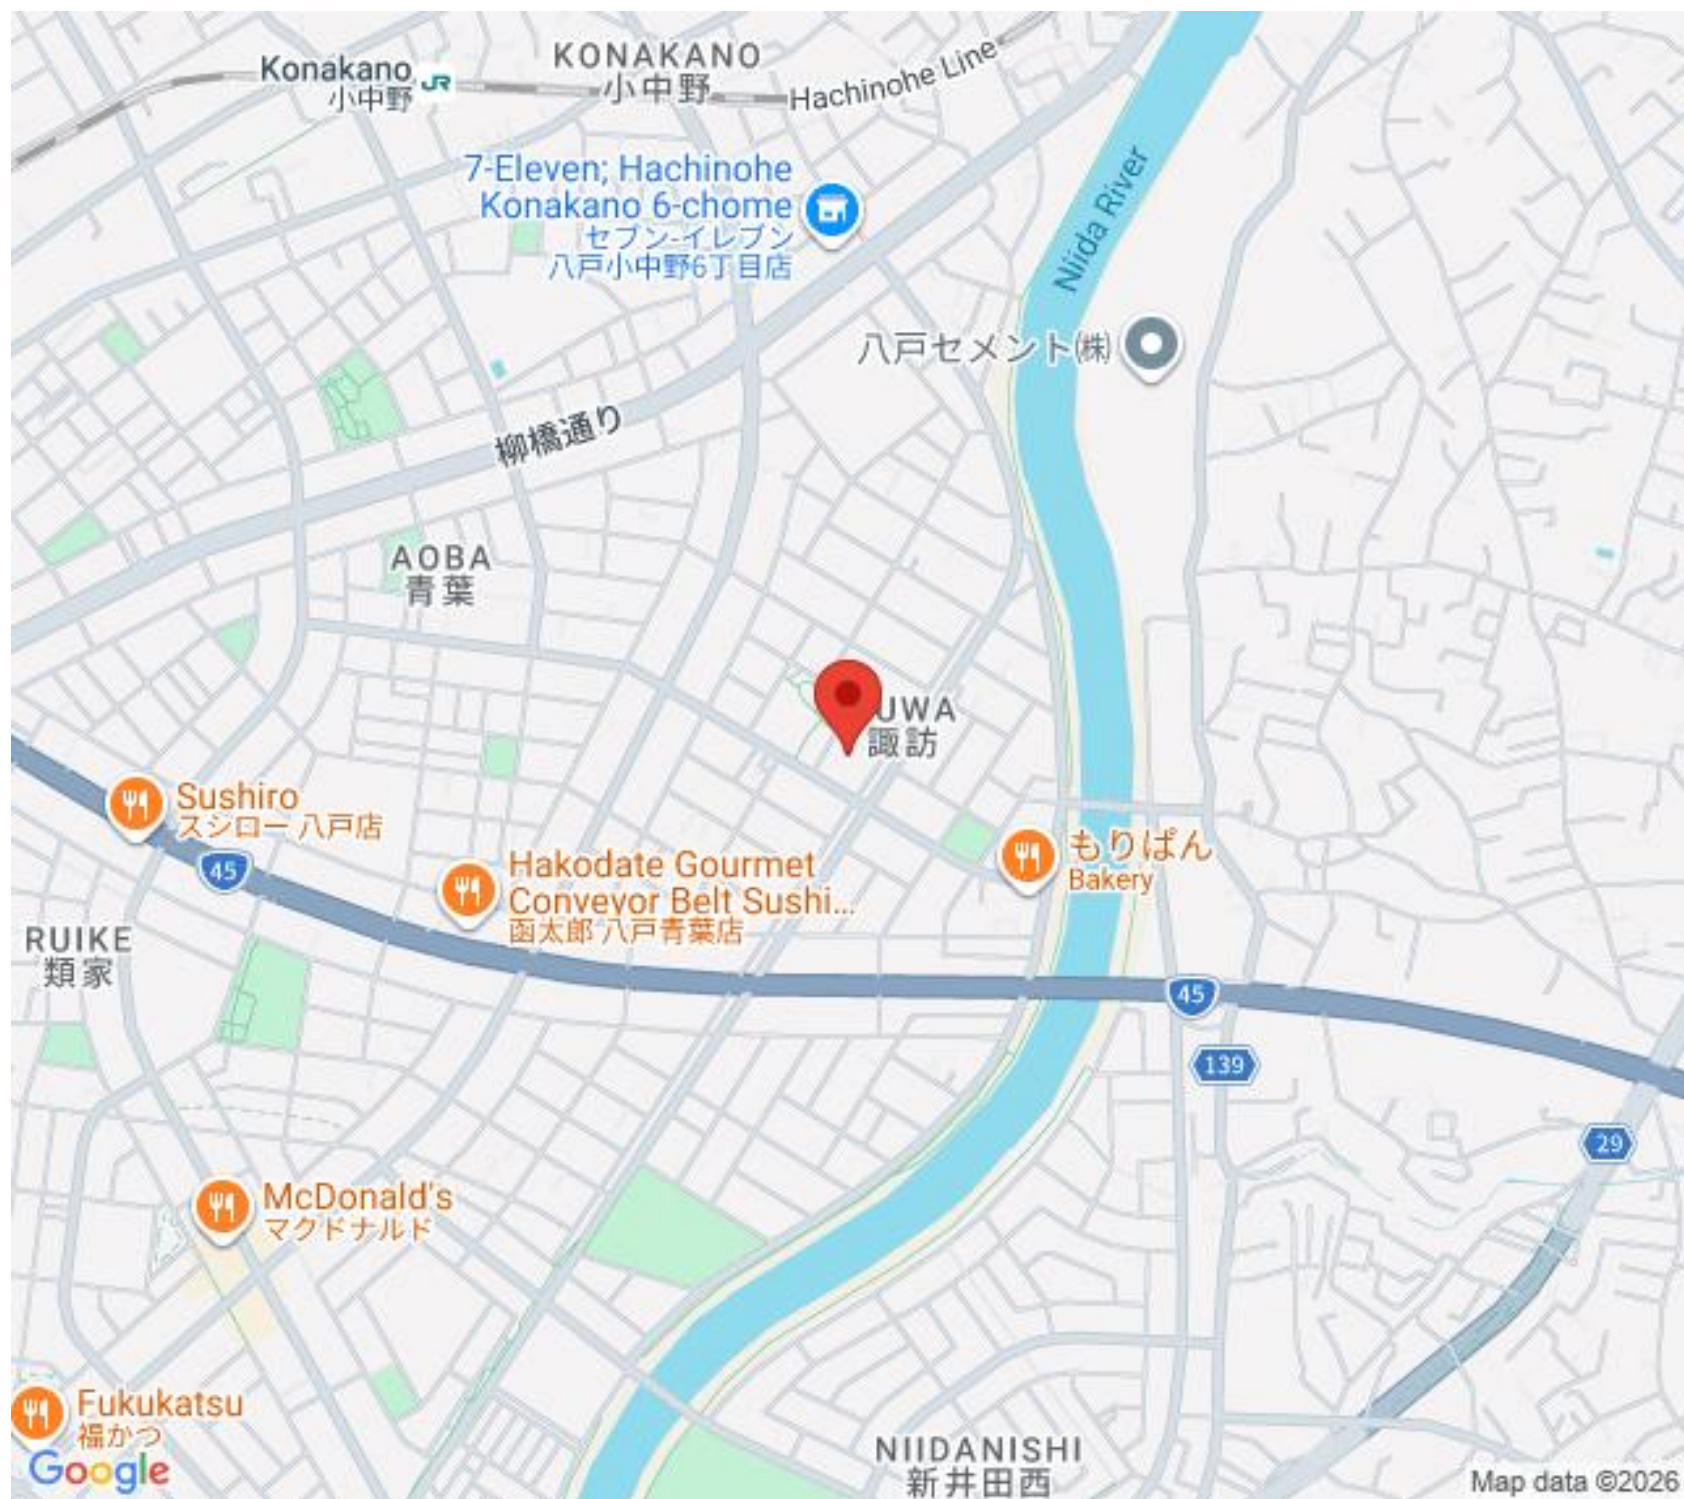 Konakano
小中野
JR
KONAKANO
小中野
Hachinohe Line
7-Eleven; Hachinohe
Konakano 6-chome
セブン-イレブン
八戸小中野6丁目店
Niida River
八戸セメント㈱
柳橋通り
AOBA
青葉
UWA
諏訪
Sushiro
スシロー 八戸店
45
Hakodate Gourmet
Conveyor Belt Sushi...
函太郎 八戸青葉店
もりぱん
Bakery
RUIKE
類家
45
139
29
McDonald's
マクドナルド
Fukukatsu
福かつ
Google
NIIDANISHI
新井田西
Map data ©2026